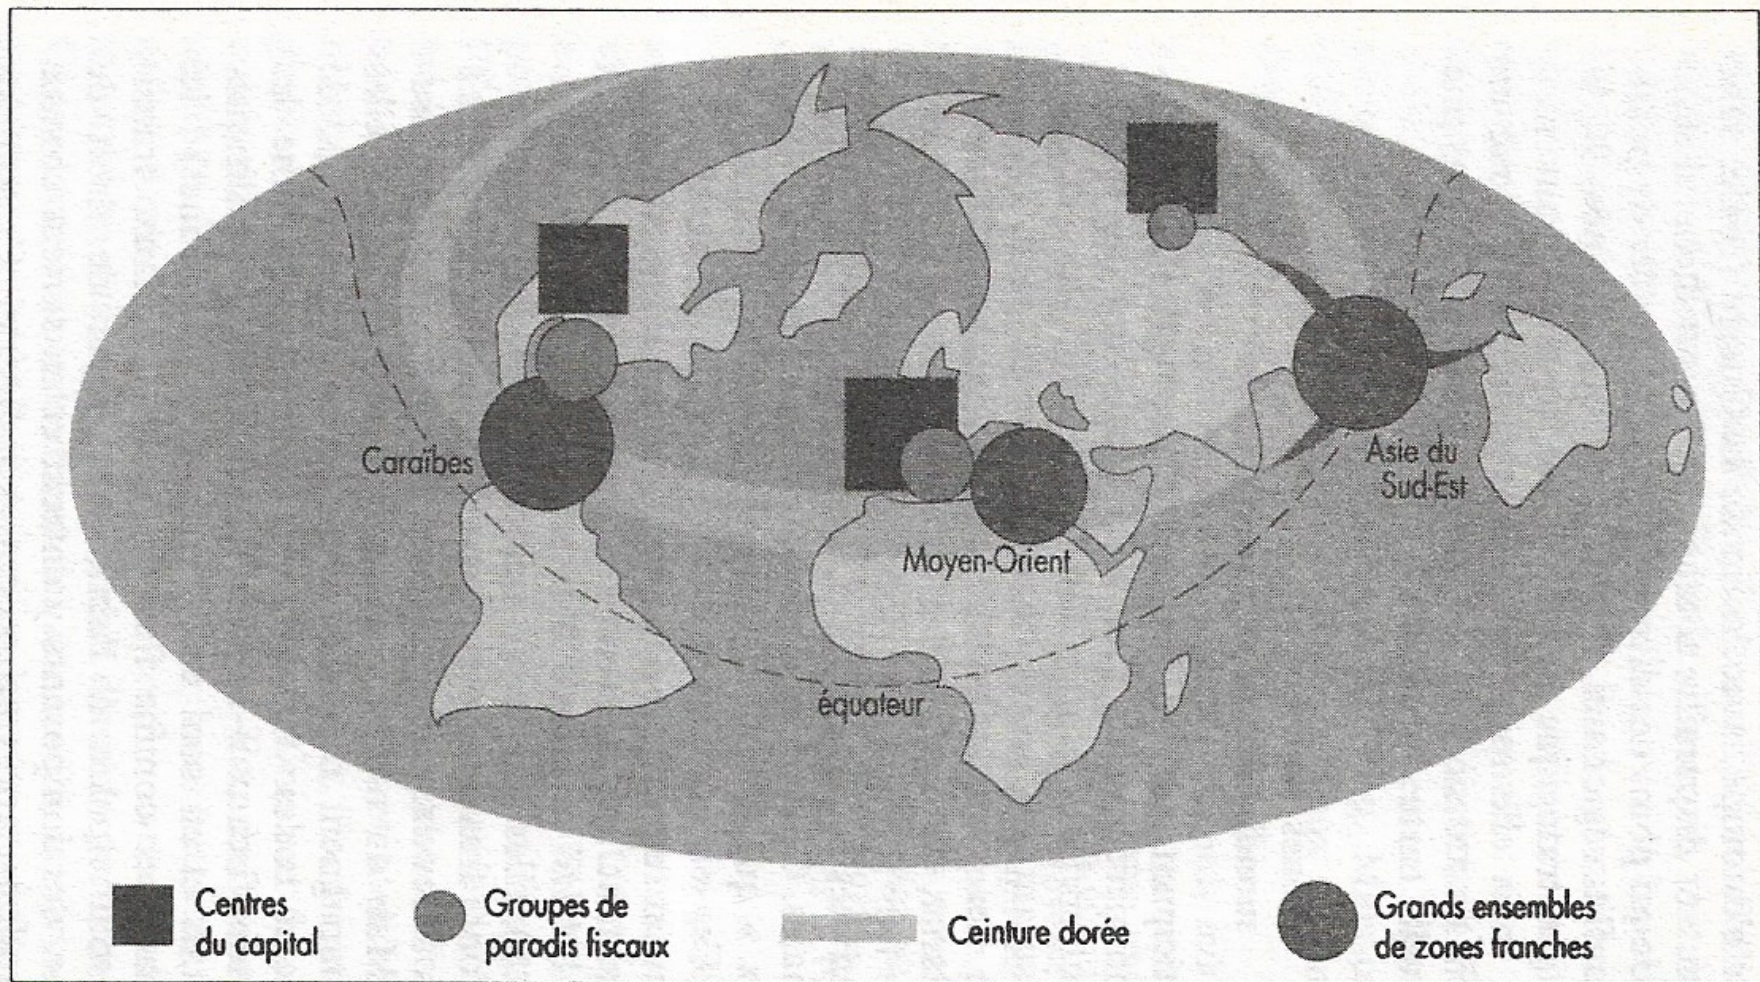 Caraïbes
Moyen-Orient
Asie du
Sud-Est
équateur
Centres
du capital
Groupes de
paradis fiscaux
Ceinture dorée
Grands ensembles
de zones franches